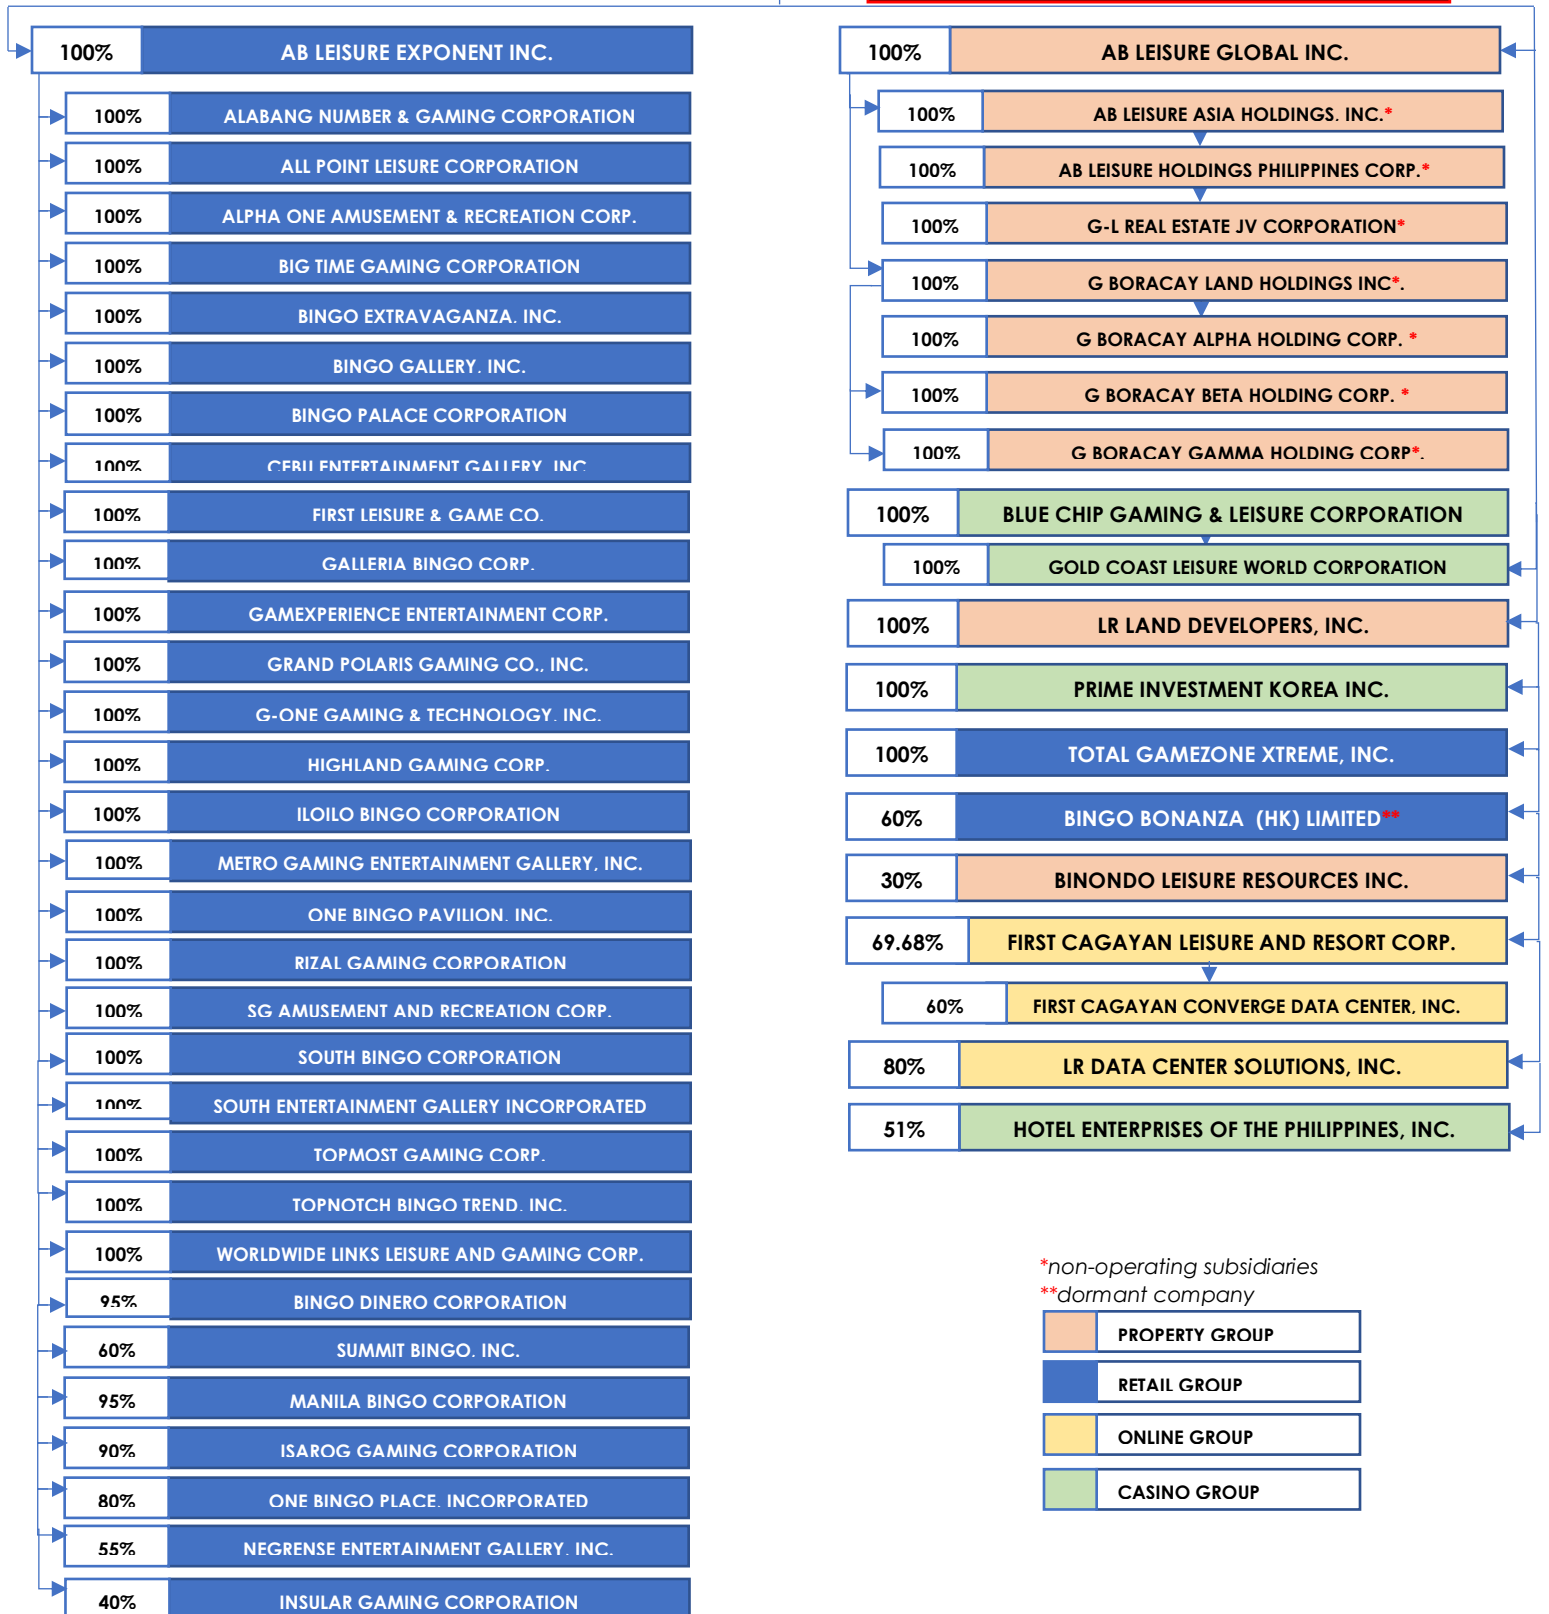 100% AB LEISURE EXPONENT INC.
100% ALABANG NUMBER & GAMING CORPORATION
100% ALL POINT LEISURE CORPORATION
100% ALPHA ONE AMUSEMENT & RECREATION CORP.
100% BIG TIME GAMING CORPORATION
100% BINGO EXTRAVAGANZA, INC.
100% BINGO GALLERY, INC.
100% BINGO PALACE CORPORATION
100% CEBU ENTERTAINMENT GALLERY, INC
100% FIRST LEISURE & GAME CO.
100% GALLERIA BINGO CORP.
100% GAMEXPERIENCE ENTERTAINMENT CORP.
100% GRAND POLARIS GAMING CO., INC.
100% G-ONE GAMING & TECHNOLOGY, INC.
100% HIGHLAND GAMING CORP.
100% ILOILO BINGO CORPORATION
100% METRO GAMING ENTERTAINMENT GALLERY, INC.
100% ONE BINGO PAVILION, INC.
100% RIZAL GAMING CORPORATION
100% SG AMUSEMENT AND RECREATION CORP.
100% SOUTH BINGO CORPORATION
100% SOUTH ENTERTAINMENT GALLERY INCORPORATED
100% TOPMOST GAMING CORP.
100% TOPNOTCH BINGO TREND, INC.
100% WORLDWIDE LINKS LEISURE AND GAMING CORP.
95% BINGO DINERO CORPORATION
60% SUMMIT BINGO, INC.
95% MANILA BINGO CORPORATION
90% ISAROG GAMING CORPORATION
80% ONE BINGO PLACE, INCORPORATED
55% NEGRENSE ENTERTAINMENT GALLERY, INC.
40% INSULAR GAMING CORPORATION
100% AB LEISURE GLOBAL INC.
100% AB LEISURE ASIA HOLDINGS, INC.*
100% AB LEISURE HOLDINGS PHILIPPINES CORP.*
100% G-L REAL ESTATE JV CORPORATION*
100% G BORACAY LAND HOLDINGS INC*.
100% G BORACAY ALPHA HOLDING CORP. *
100% G BORACAY BETA HOLDING CORP. *
100% G BORACAY GAMMA HOLDING CORP*.
100% BLUE CHIP GAMING & LEISURE CORPORATION
100% GOLD COAST LEISURE WORLD CORPORATION
100% LR LAND DEVELOPERS, INC.
100% PRIME INVESTMENT KOREA INC.
100% TOTAL GAMEZONE XTREME, INC.
60% BINGO BONANZA (HK) LIMITED**
30% BINONDO LEISURE RESOURCES INC.
69.68% FIRST CAGAYAN LEISURE AND RESORT CORP.
60% FIRST CAGAYAN CONVERGE DATA CENTER, INC.
80% LR DATA CENTER SOLUTIONS, INC.
51% HOTEL ENTERPRISES OF THE PHILIPPINES, INC.
*non-operating subsidiaries
**dormant company
PROPERTY GROUP
RETAIL GROUP
ONLINE GROUP
CASINO GROUP